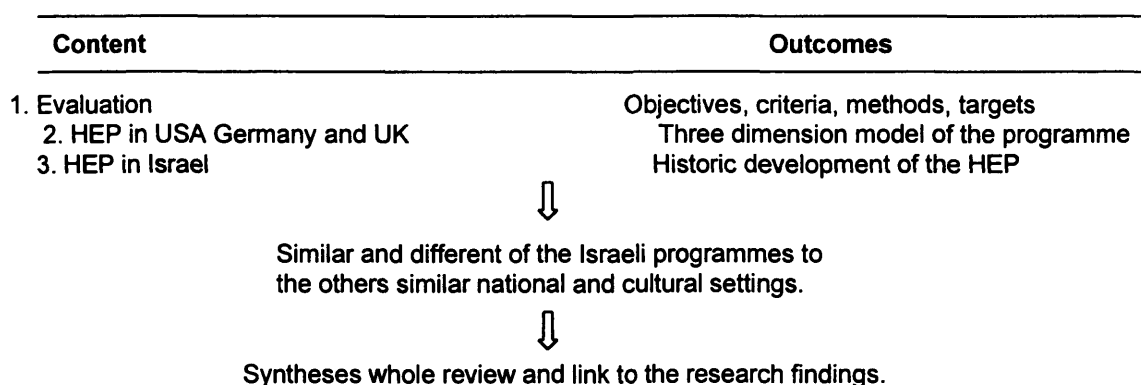 Content Outcomes
1. Evaluation Objectives, criteria, methods, targets
2. HEP in USA Germany and UK Three dimension model of the programme
3. HEP in Israel Historic development of the HEP
Similar and different of the Israeli programmes to
the others similar national and cultural settings.
Syntheses whole review and link to the research findings.